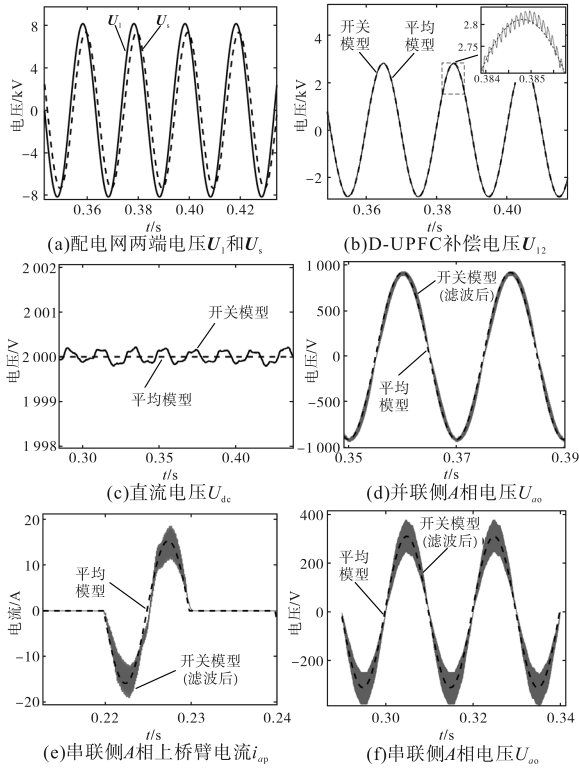 U₁ Uₛ
8
4
0
-4
-8
电压/kV
0.36 0.38 0.40 0.42
t/s
(a)配电网两端电压U₁和Uₛ
开关模型
平均模型
2.8
2.75
0.384 0.385
4
2
0
-2
电压/kV
0.36 0.38 0.40
t/s
(b)D-UPFC补偿电压U₁₂
2 002
2 001
2 000
1 999
1 998
电压/V
开关模型
平均模型
0.30 0.35 0.40
t/s
(c)直流电压U_dc
1 000
500
0
-500
-1 000
电压/V
开关模型
(滤波后)
平均
模型
0.35 0.37 0.39
t/s
(d)并联侧A相电压U_ao
20
10
0
-10
-20
电流/A
平均
模型
开关模型
(滤波后)
0.22 0.24 0.24
t/s
(e)串联侧A相上桥臂电流i_ap
400
200
0
-200
电压/V
平均
模型
开关模型
(滤波后)
0.30 0.32 0.34
t/s
(f)串联侧A相电压U_ao